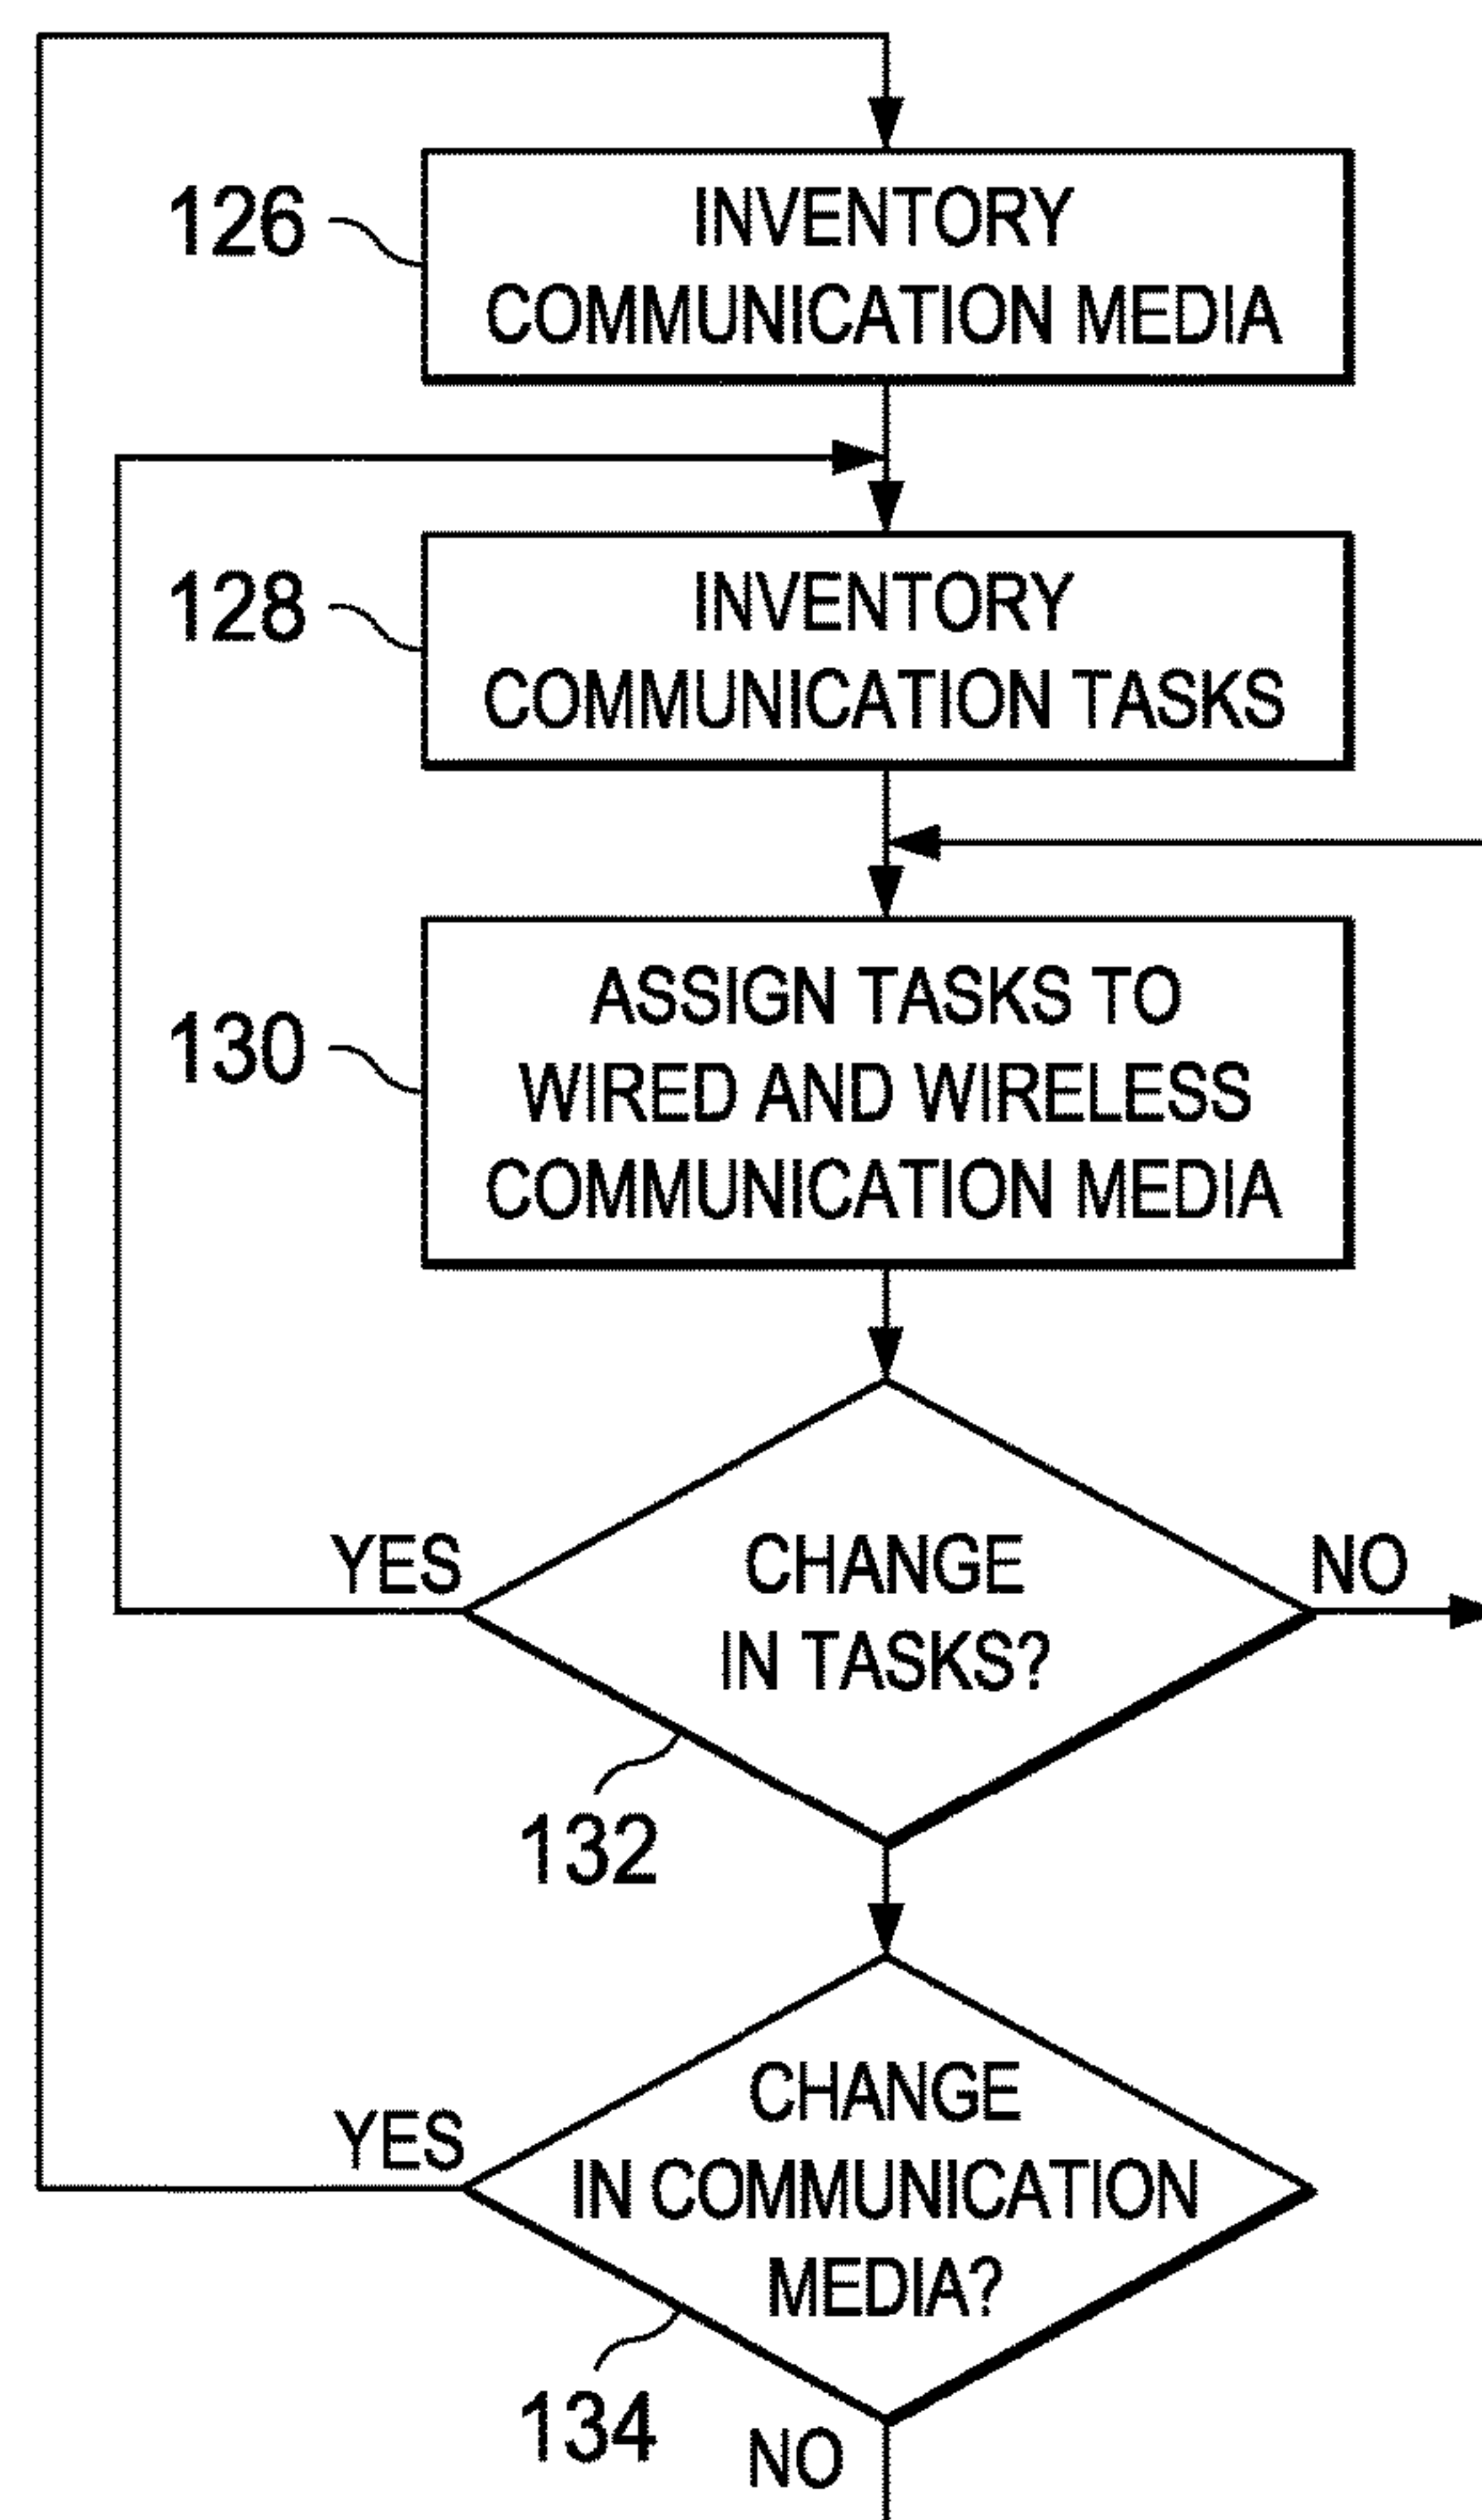 126
INVENTORY
COMMUNICATION MEDIA
128
INVENTORY
COMMUNICATION TASKS
130
ASSIGN TASKS TO
WIRED AND WIRELESS
COMMUNICATION MEDIA
YES
CHANGE
IN TASKS?
NO
132
YES
CHANGE
IN COMMUNICATION
MEDIA?
134
NO